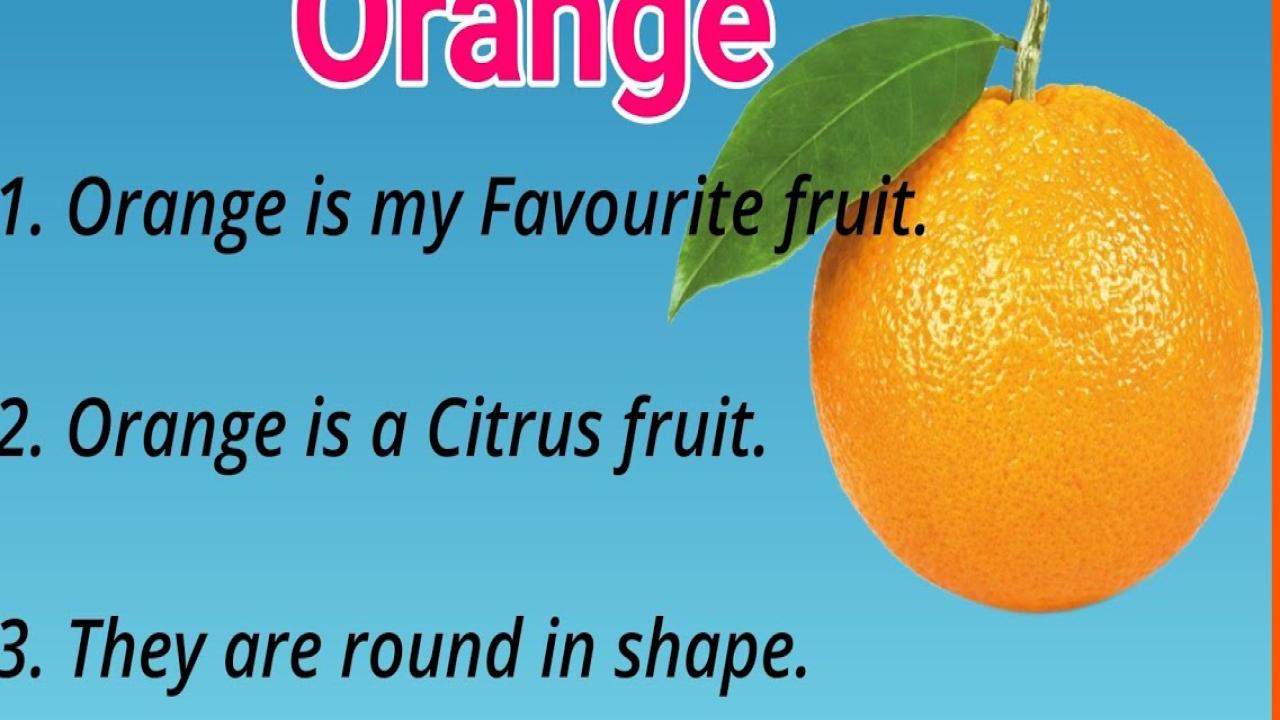 Orange
1. Orange is my Favourite fruit.
2. Orange is a Citrus fruit.
3. They are round in shape.